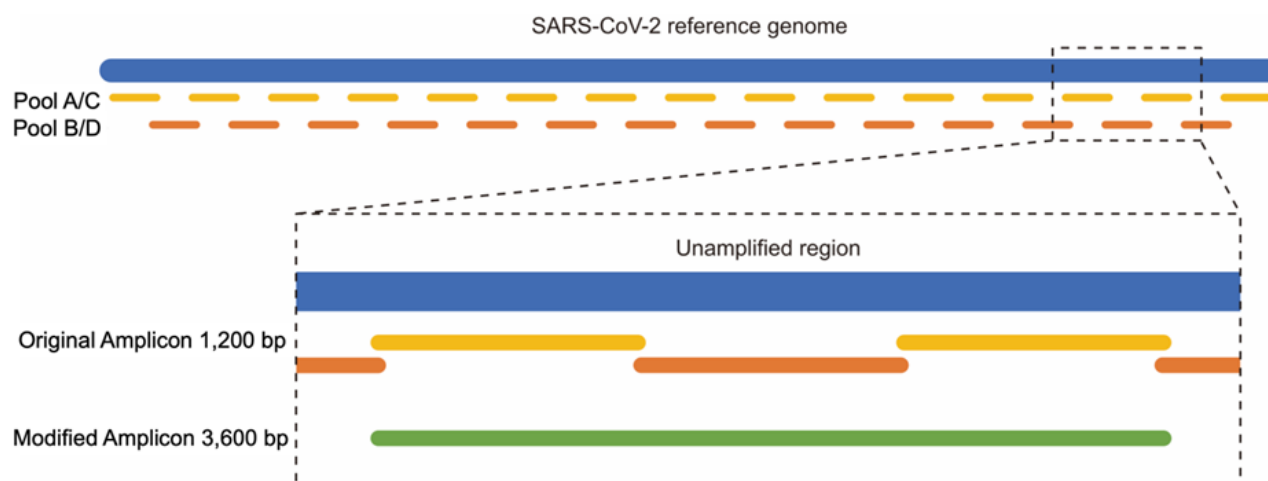 SARS-CoV-2 reference genome
Pool A/C
Pool B/D
Unamplified region
Original Amplicon 1,200 bp
Modified Amplicon 3,600 bp